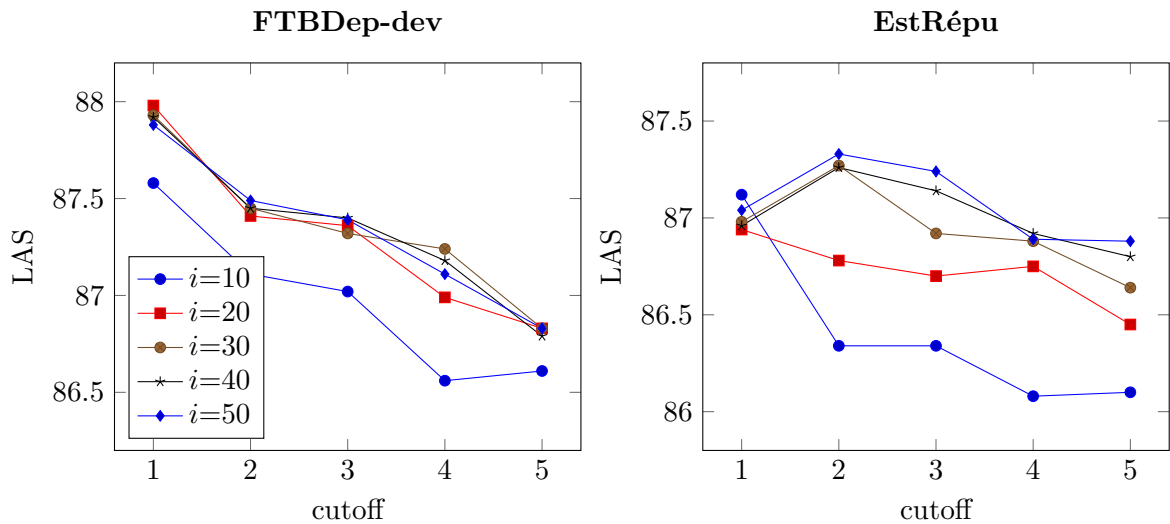 FTBDep-dev
88
87.5
87
86.5
LAS
1 2 3 4 5
cutoff
i=10
i=20
i=30
i=40
i=50
EstRépu
87.5
87
86.5
86
LAS
1 2 3 4 5
cutoff